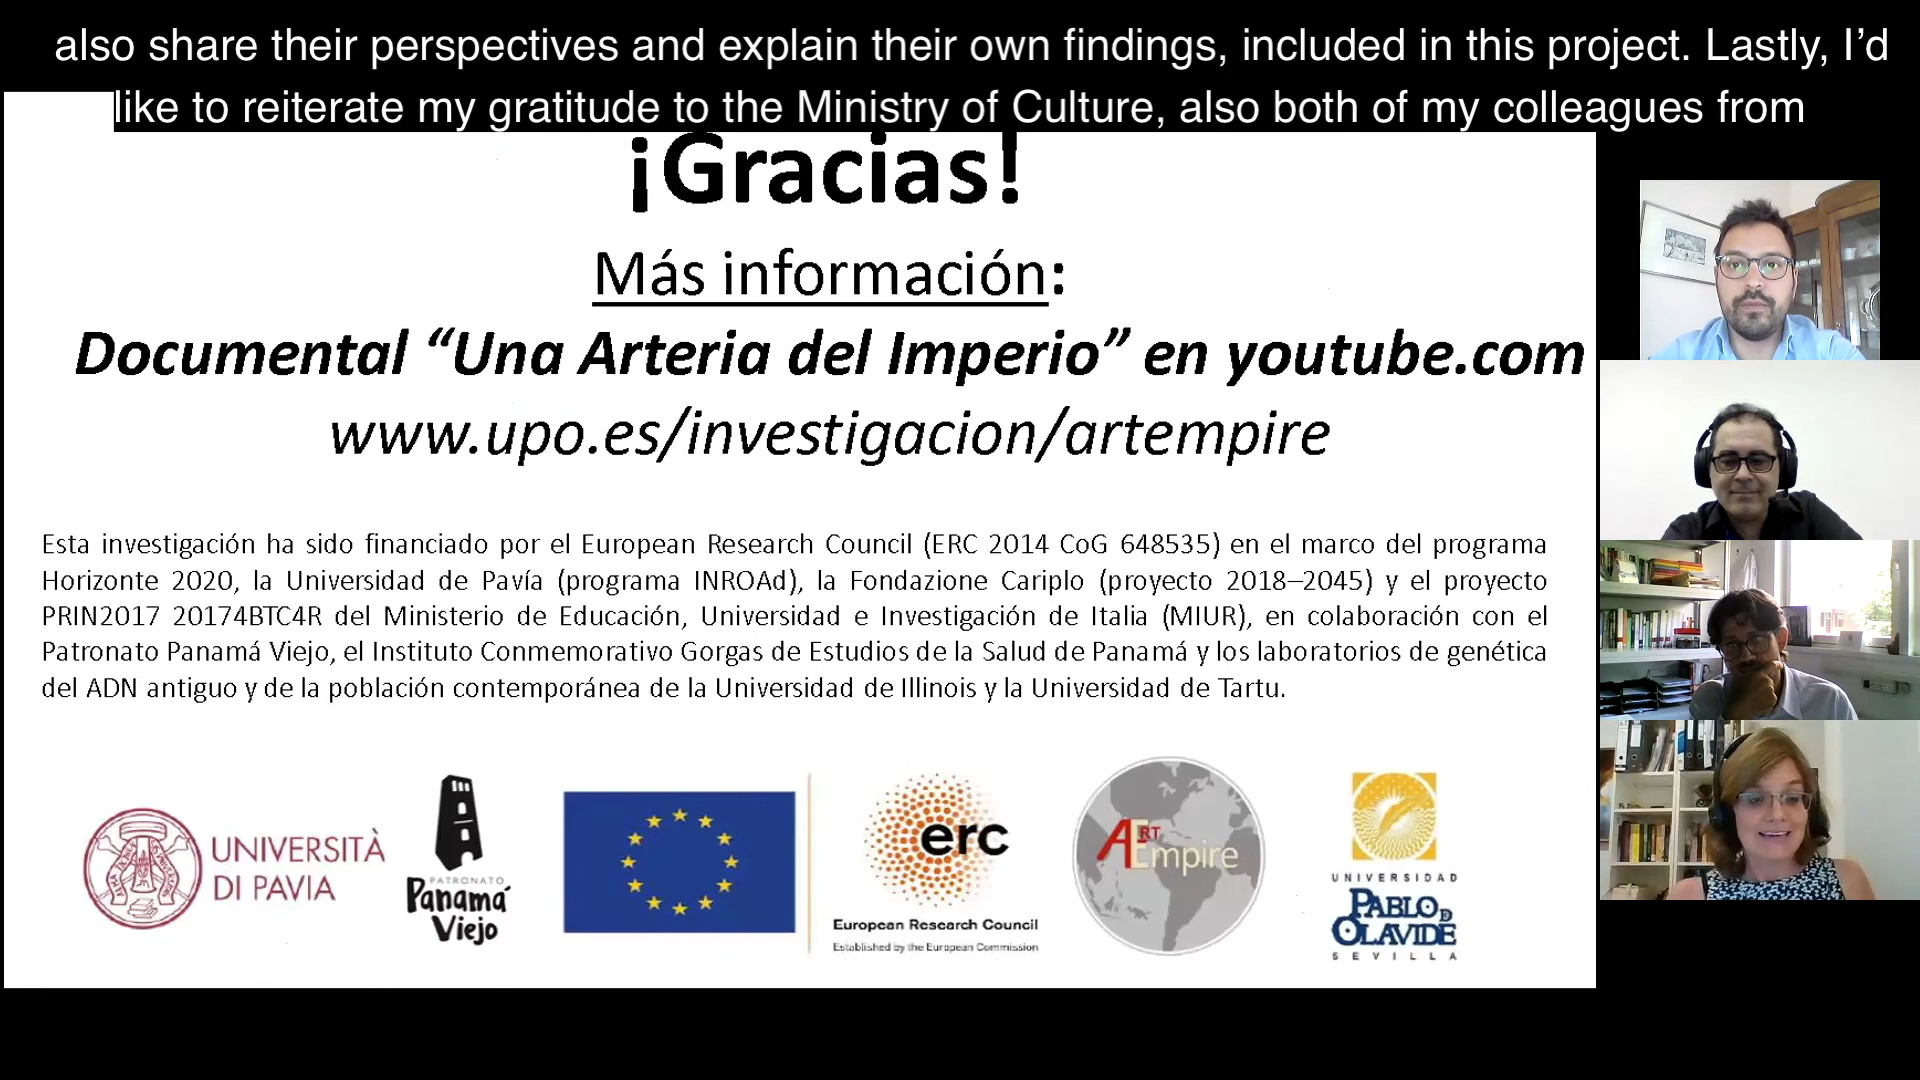 also share their perspectives and explain their own findings, included in this project. Lastly, I’d
like to reiterate my gratitude to the Ministry of Culture, also both of my colleagues from
¡Gracias!
Más información:
Documental “Una Arteria del Imperio” en youtube.com
www.upo.es/investigacion/artempire
Esta investigación ha sido financiado por el European Research Council (ERC 2014 CoG 648535) en el marco del programa
Horizonte 2020, la Universidad de Pavía (programa INROAd), la Fondazione Cariplo (proyecto 2018–2045) y el proyecto
PRIN2017 20174BTC4R del Ministerio de Educación, Universidad e Investigación de Italia (MIUR), en colaboración con el
Patronato Panamá Viejo, el Instituto Conmemorativo Gorgas de Estudios de la Salud de Panamá y los laboratorios de genética
del ADN antiguo y de la población contemporánea de la Universidad de Illinois y la Universidad de Tartu.
UNIVERSITÀ
DI PAVIA
PATRONATO
Panamá
Viejo
erc
European Research Council
Established by the European Commission
ARTEmpire
UNIVERSIDAD
PABLO DE
OLAVIDE
SEVILLA